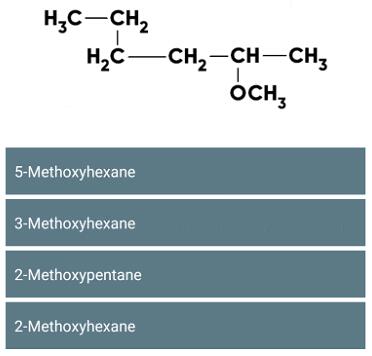 H₃C—CH₂
H₂C—CH₂—CH—CH₃
OCH₃
5-Methoxyhexane
3-Methoxyhexane
2-Methoxypentane
2-Methoxyhexane